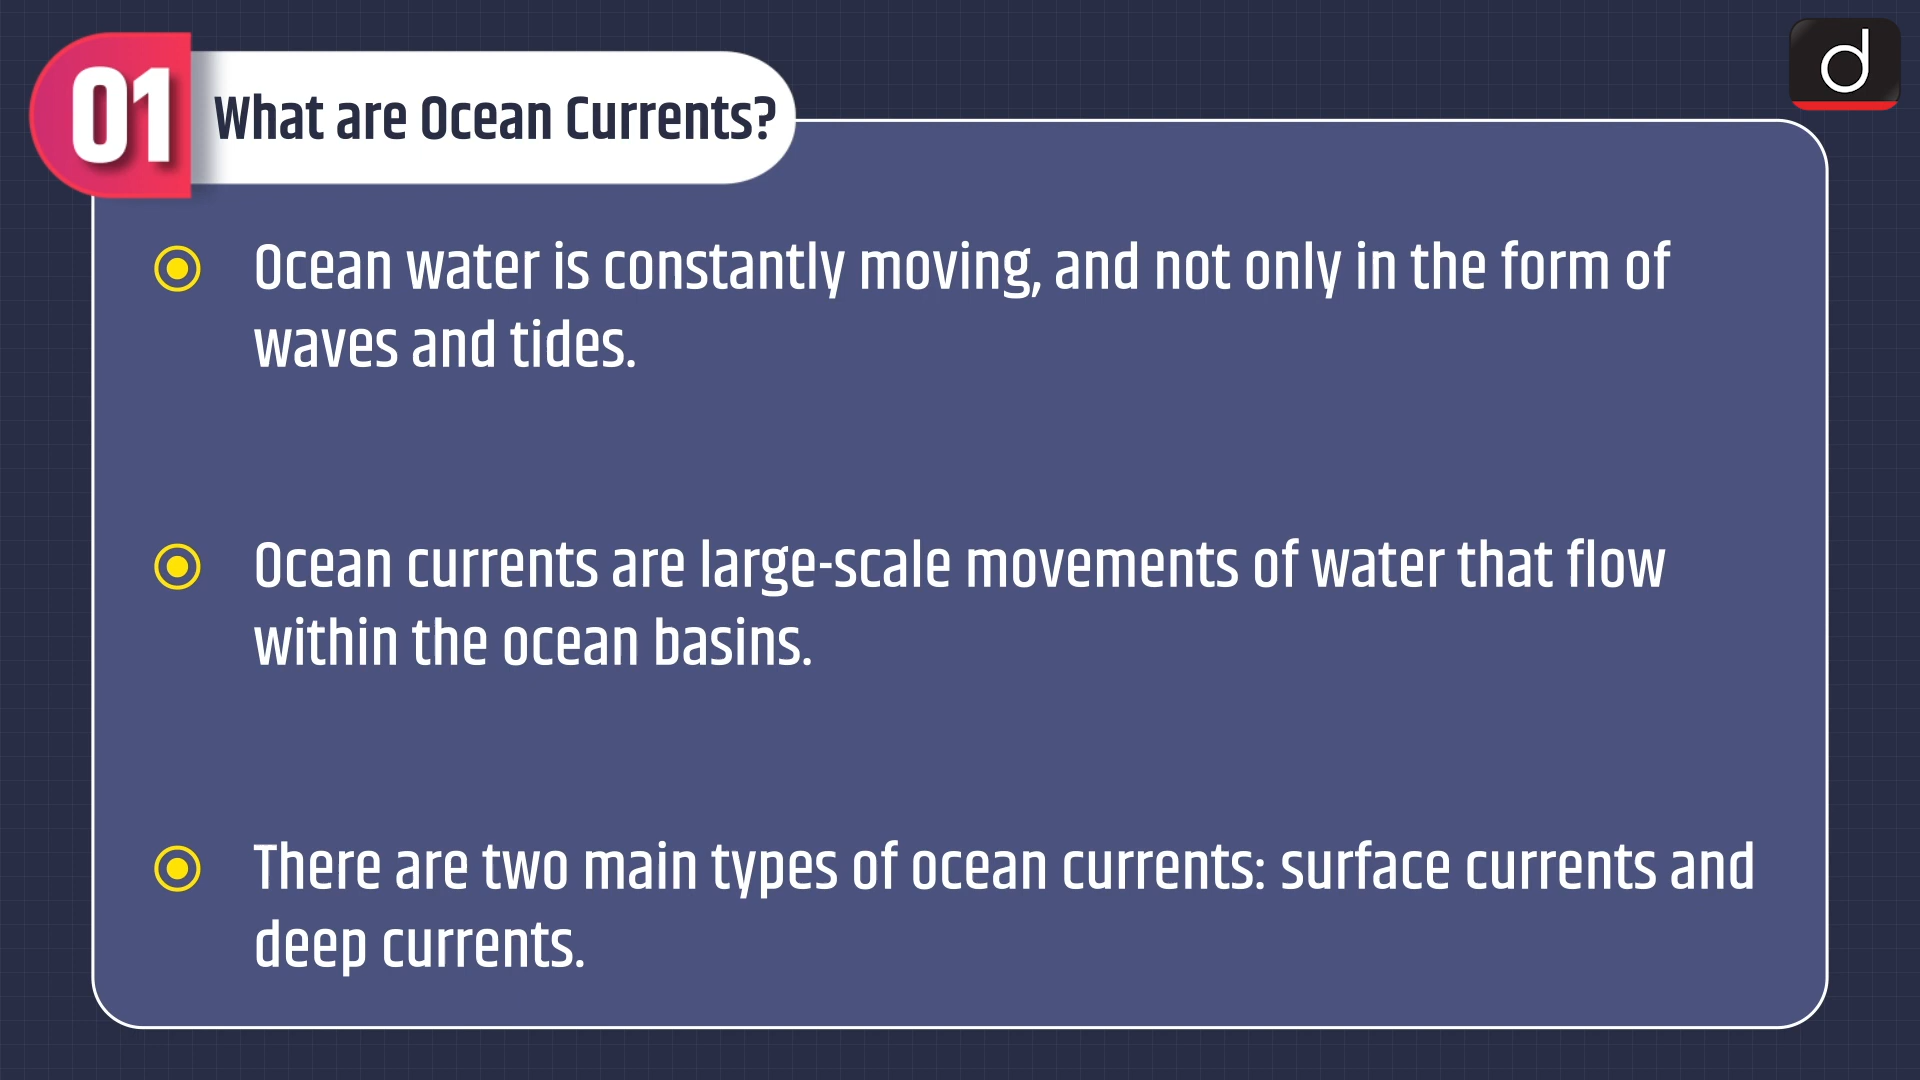 01
What are Ocean Currents?
d
Ocean water is constantly moving, and not only in the form of
waves and tides.
Ocean currents are large-scale movements of water that flow
within the ocean basins.
There are two main types of ocean currents: surface currents and
deep currents.